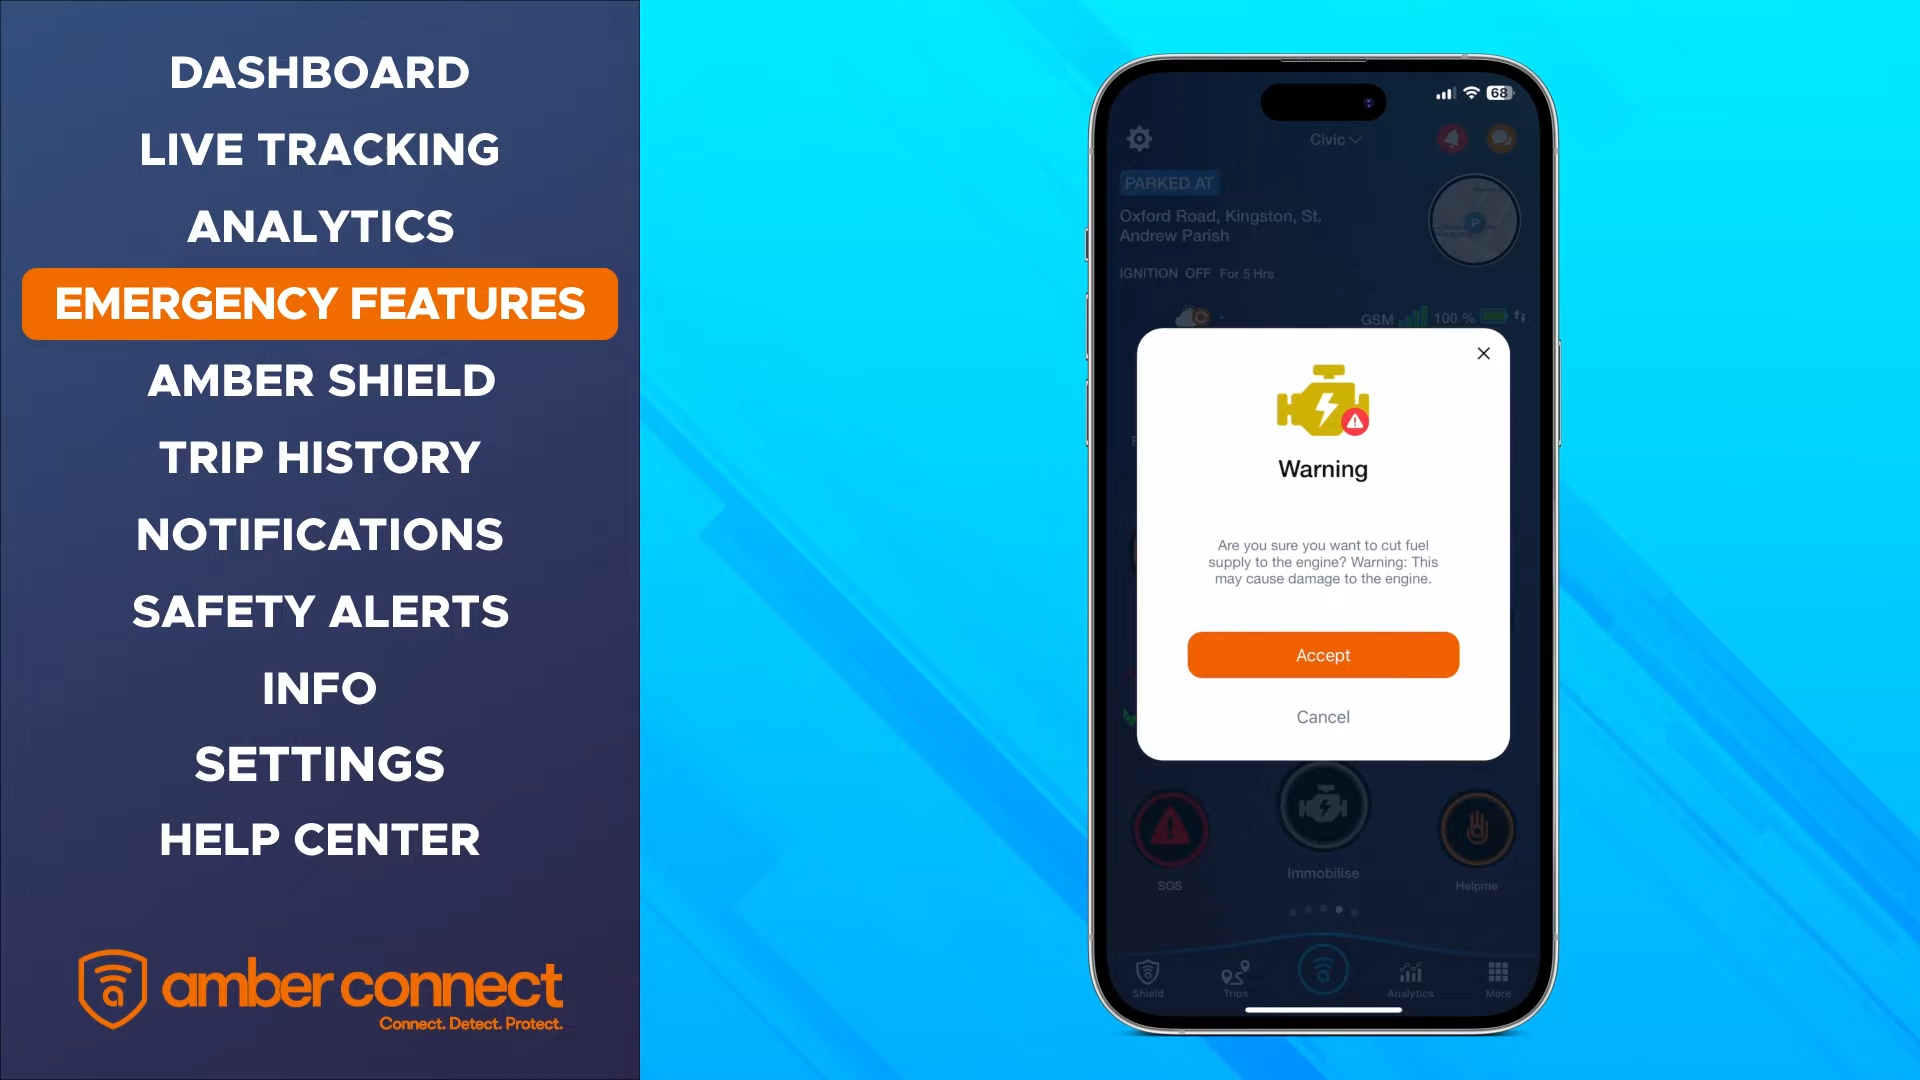 DASHBOARD
LIVE TRACKING
ANALYTICS
EMERGENCY FEATURES
AMBER SHIELD
TRIP HISTORY
NOTIFICATIONS
SAFETY ALERTS
INFO
SETTINGS
HELP CENTER
amber connect
Connect. Detect. Protect.
68
Civic
PARKED AT
Oxford Road, Kingston, St.
Andrew Parish
P
IGNITION OFF For 5 Hrs
GSM 100 %
Warning
Are you sure you want to cut fuel
supply to the engine? Warning: This
may cause damage to the engine.
Accept
Cancel
SOS
Immobilise
Helpme
Shield
Trips
Analytics
More